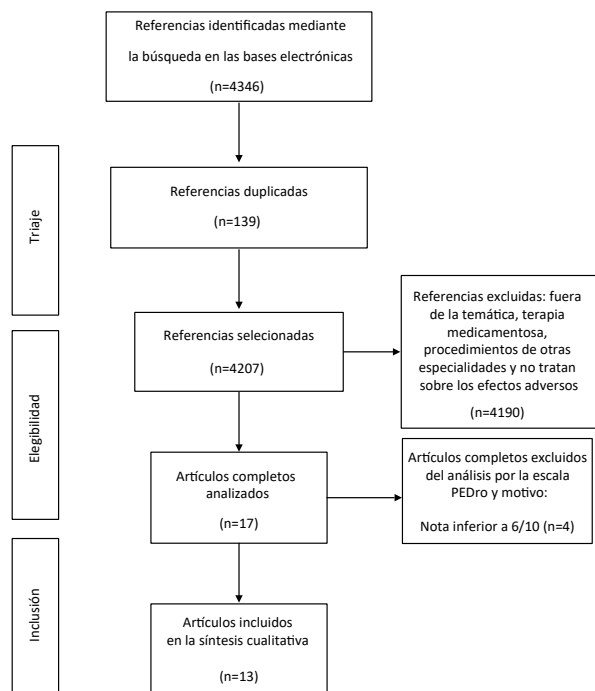 Referencias identificadas mediante
la búsqueda en las bases electrónicas
(n=4346)
Triaje
Referencias duplicadas
(n=139)
Referencias selecionadas
(n=4207)
Referencias excluidas: fuera
de la temática, terapia
medicamentosa,
procedimientos de otras
especialidades y no tratan
sobre los efectos adversos
(n=4190)
Elegibilidad
Artículos completos
analizados
(n=17)
Artículos completos excluidos
del análisis por la escala
PEDro y motivo:
Nota inferior a 6/10 (n=4)
Inclusión
Artículos incluidos
en la síntesis cualitativa
(n=13)